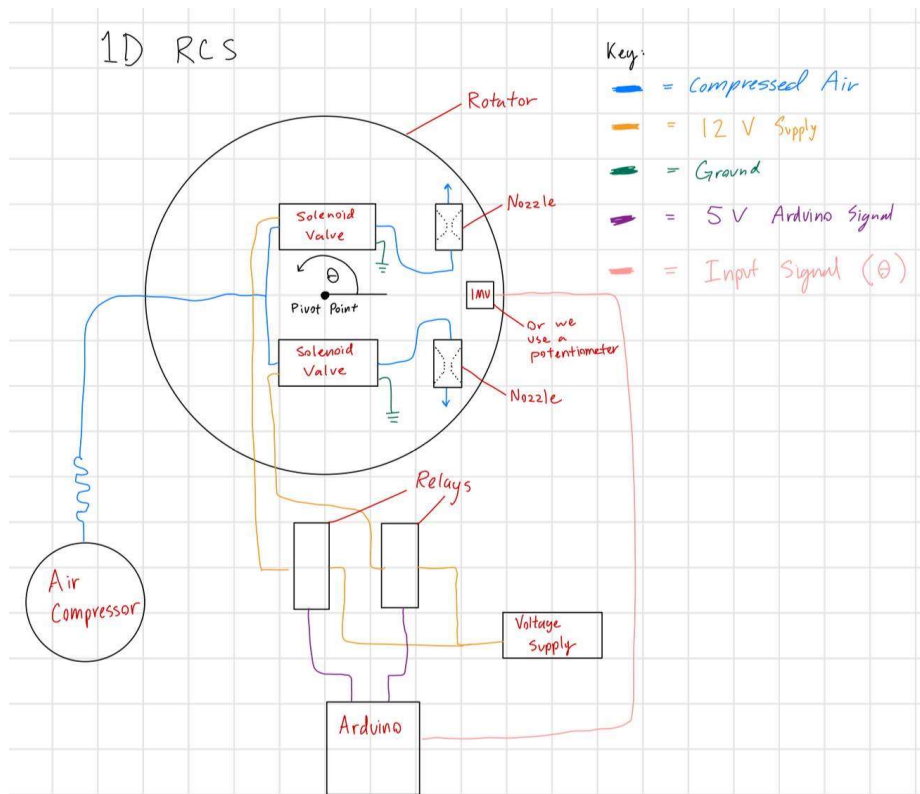 1D RCS
Key:
= Compressed Air
= 12 V Supply
= Ground
= 5 V Arduino Signal
= Input Signal (θ)
Rotator
Solenoid
Valve
Nozzle
θ
Pivot Point
IMU
Or we
use a
potentiometer
Solenoid
Valve
Nozzle
Relays
Air
Compressor
Voltage
Supply
Arduino